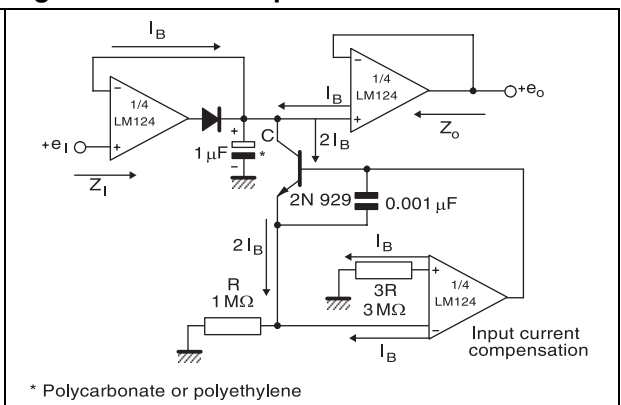 I_B
1/4
LM124
−
+
+e_I
Z_I
+
1 μF
*
−
C
I_B
2I_B
−
1/4
LM124
+
+e_o
Z_o
2N 929
0.001 μF
2I_B
R
1 MΩ
I_B
3R
3 MΩ
+
1/4
LM124
−
I_B
Input current
compensation
* Polycarbonate or polyethylene